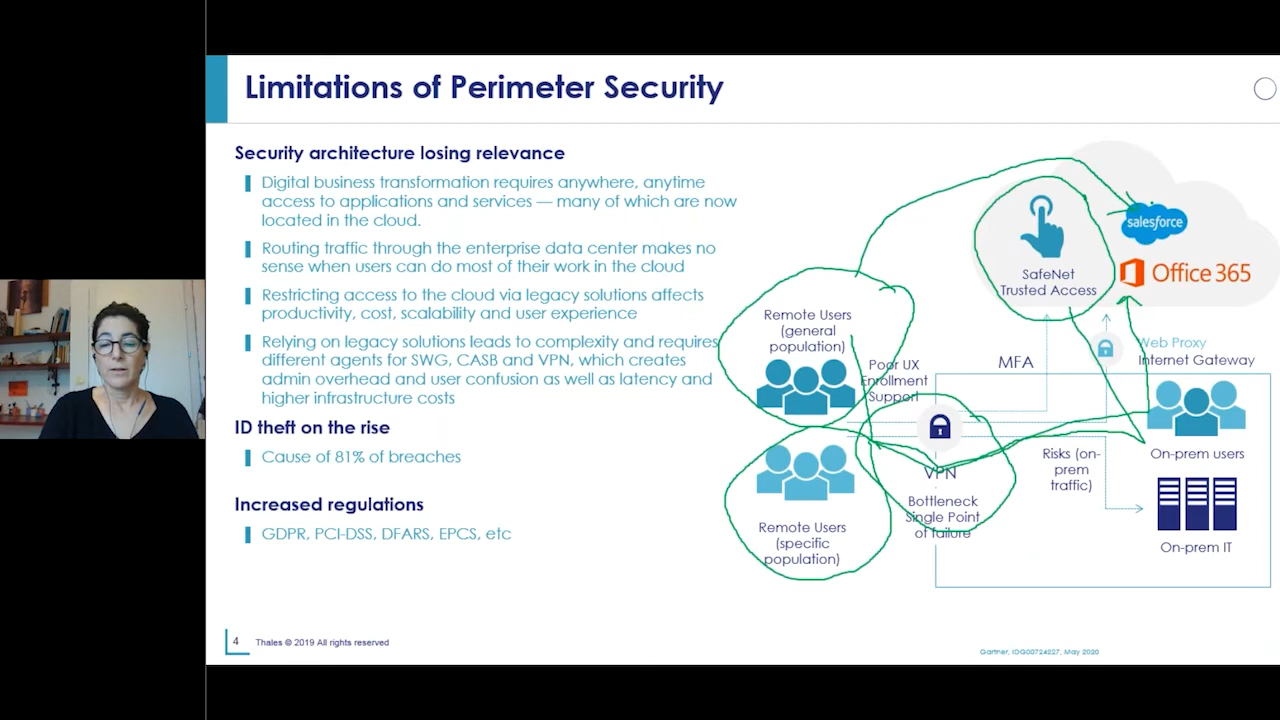 Limitations of Perimeter Security
Security architecture losing relevance
Digital business transformation requires anywhere, anytime
access to applications and services — many of which are now
located in the cloud.
Routing traffic through the enterprise data center makes no
sense when users can do most of their work in the cloud
Restricting access to the cloud via legacy solutions affects
productivity, cost, scalability and user experience
Relying on legacy solutions leads to complexity and requires
different agents for SWG, CASB and VPN, which creates
admin overhead and user confusion as well as latency and
higher infrastructure costs
ID theft on the rise
Cause of 81% of breaches
Increased regulations
GDPR, PCI-DSS, DFARS, EPCS, etc
SafeNet
Trusted Access
salesforce
Office 365
Remote Users
(general
population)
Poor UX
Enrollment
Support
MFA
Web Proxy
Internet Gateway
On-prem users
Risks (on-
prem
traffic)
VPN
Bottleneck
Single Point
of failure
Remote Users
(specific
population)
On-prem IT
4
Thales © 2019 All rights reserved
Gartner, IDG00724227, May 2020